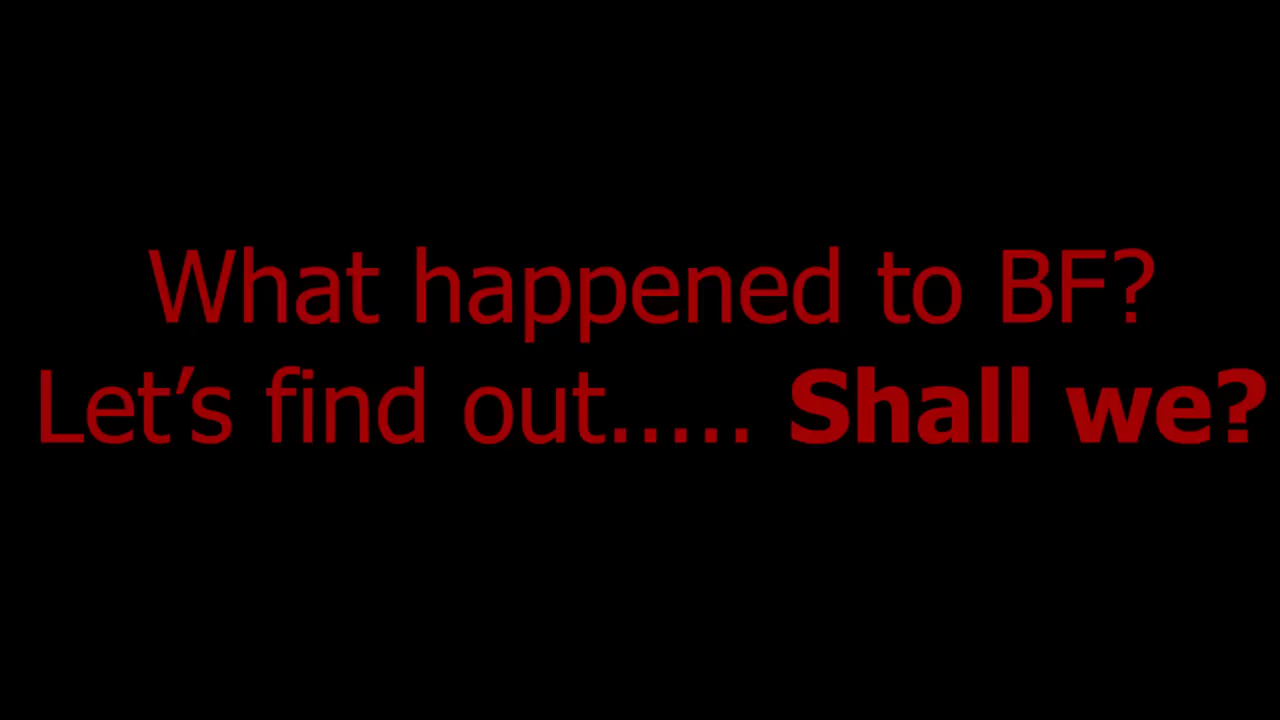 What happened to BF?
Let’s find out..... Shall we?